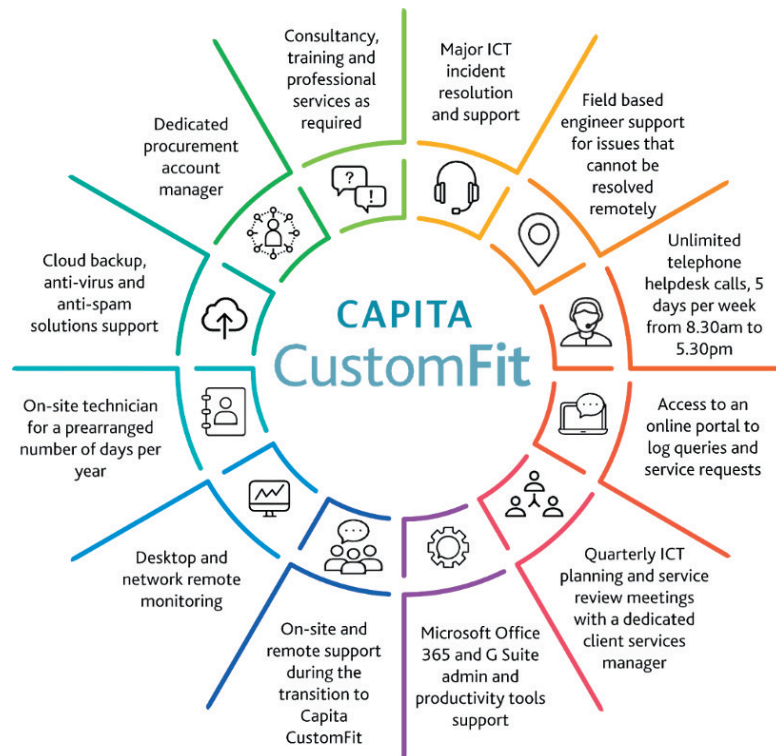 Consultancy,
training and
professional
services as
required
Major ICT
incident
resolution
and support
Field based
engineer support
for issues that
cannot be
resolved
remotely
Unlimited
telephone
helpdesk calls, 5
days per week
from 8.30am to
5.30pm
Access to an
online portal to
log queries and
service requests
Quarterly ICT
planning and service
review meetings
with a dedicated
client services
manager
Microsoft Office
365 and G Suite
admin and
productivity tools
support
On-site and
remote support
during the
transition to
Capita
CustomFit
Desktop and
network remote
monitoring
On-site technician
for a prearranged
number of days per
year
Cloud backup,
anti-virus and
anti-spam
solutions support
Dedicated
procurement
account
manager
CAPITA
CustomFit
?
!